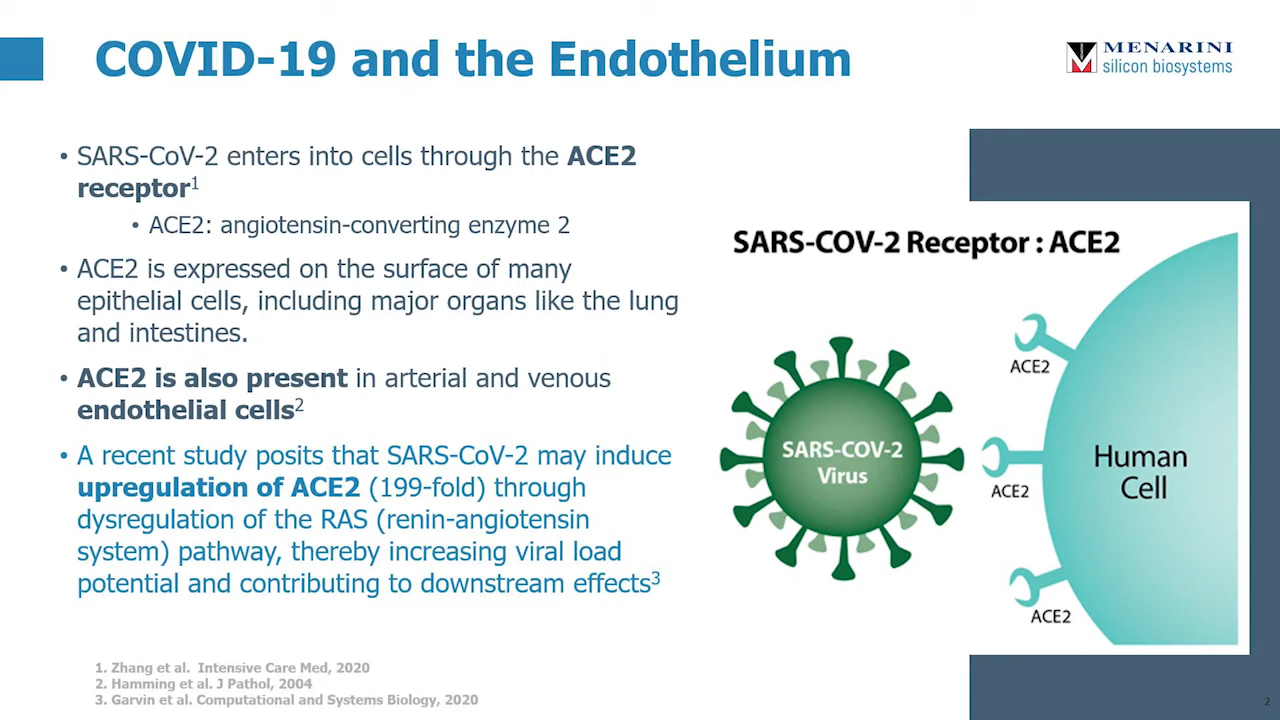 COVID-19 and the Endothelium
MENARINI
silicon biosystems
• SARS-CoV-2 enters into cells through the ACE2
receptor1
• ACE2: angiotensin-converting enzyme 2
• ACE2 is expressed on the surface of many
epithelial cells, including major organs like the lung
and intestines.
• ACE2 is also present in arterial and venous
endothelial cells2
• A recent study posits that SARS-CoV-2 may induce
upregulation of ACE2 (199-fold) through
dysregulation of the RAS (renin-angiotensin
system) pathway, thereby increasing viral load
potential and contributing to downstream effects3
SARS-COV-2 Receptor : ACE2
SARS-COV-2
Virus
ACE2
ACE2
ACE2
Human
Cell
1. Zhang et al.  Intensive Care Med, 2020
2. Hamming et al. J Pathol, 2004
3. Garvin et al. Computational and Systems Biology, 2020
2